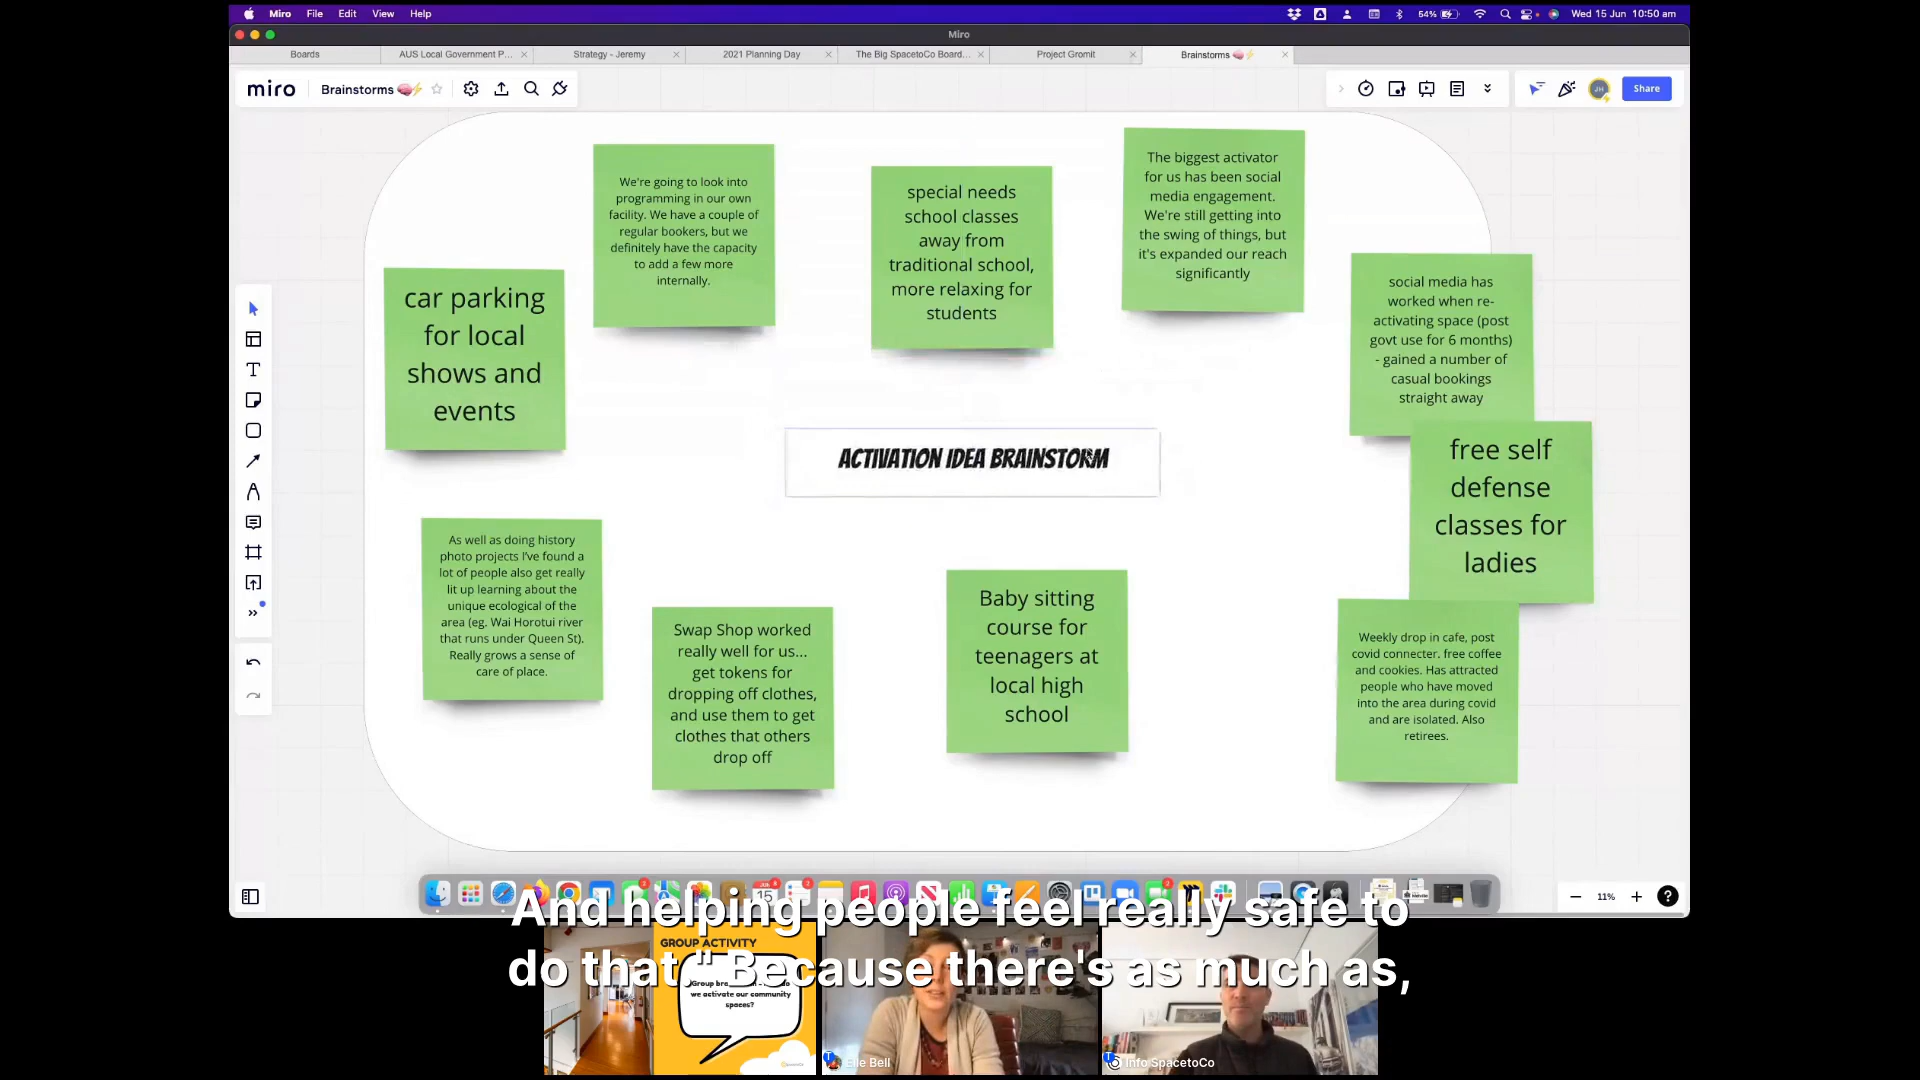 Miro File Edit View Help
54% Wed 15 Jun 10:50 am
Miro
Boards
AUS Local Government P...
Strategy - Jeremy
2021 Planning Day
The Big SpacetoCo Board...
Project Gromit
Brainstorms
miro
Brainstorms
JH
Share
We're going to look into
programming in our own
facility. We have a couple of
regular bookers, but we
definitely have the capacity
to add a few more
internally.
special needs
school classes
away from
traditional school,
more relaxing for
students
The biggest activator
for us has been social
media engagement.
We're still getting into
the swing of things, but
it's expanded our reach
significantly
car parking
for local
shows and
events
social media has
worked when re-
activating space (post
govt use for 6 months)
- gained a number of
casual bookings
straight away
ACTIVATION IDEA BRAINSTORM
free self
defense
classes for
ladies
As well as doing history
photo projects I've found a
lot of people also get really
lit up learning about the
unique ecological of the
area (eg. Wai Horotui river
that runs under Queen St).
Really grows a sense of
care of place.
Swap Shop worked
really well for us...
get tokens for
dropping off clothes,
and use them to get
clothes that others
drop off
Baby sitting
course for
teenagers at
local high
school
Weekly drop in cafe, post
covid connecter. free coffee
and cookies. Has attracted
people who have moved
into the area during covid
and are isolated. Also
retirees.
11%
And helping people feel really safe to
do that." Because there's as much as,
GROUP ACTIVITY
we activate our community
spaces?
Elle Bell
Info SpacetoCo